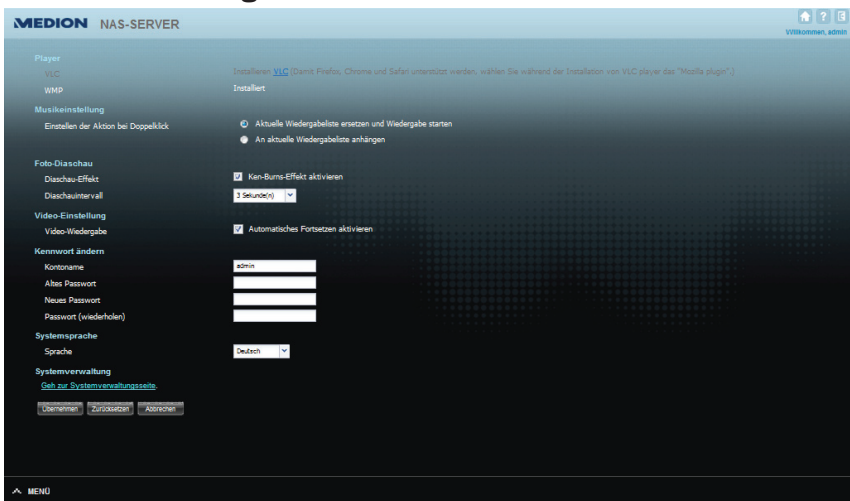 MEDION NAS-SERVER
?
Willkommen, admin
Player
VLC
Installieren VLC (Damit Firefox, Chrome und Safari unterstützt werden, wählen Sie während der Installation von VLC player das "Mozilla plugin".)
WMP
Installiert
Musikeinstellung
Einstellen der Aktion bei Doppelklick
Aktuelle Wiedergabeliste ersetzen und Wiedergabe starten
An aktuelle Wiedergabeliste anhängen
Foto-Diaschau
Diaschau-Effekt
Ken-Burns-Effekt aktivieren
Diaschauintervall
3 Sekunde(n)
Video-Einstellung
Video-Wiedergabe
Automatisches Fortsetzen aktivieren
Kennwort ändern
Kontoname
admin
Altes Passwort
Neues Passwort
Passwort (wiederholen)
Systemsprache
Sprache
Deutsch
Systemverwaltung
Geh zur Systemverwaltungsseite.
Übernehmen Zurücksetzen Abbrechen
MENÜ